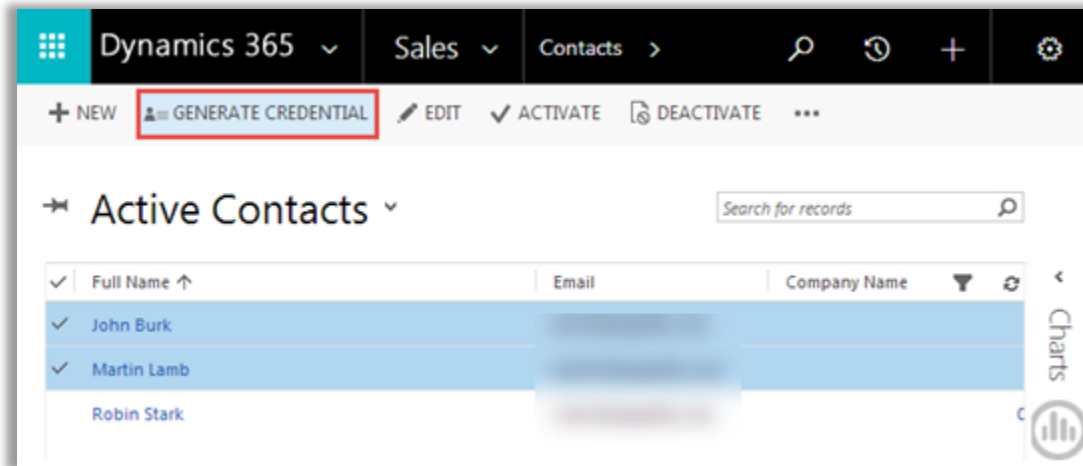 Dynamics 365 Sales Contacts
NEW GENERATE CREDENTIAL EDIT ACTIVATE DEACTIVATE
Active Contacts Search for records
Full Name Email Company Name
John Burk
Martin Lamb
Robin Stark
Charts